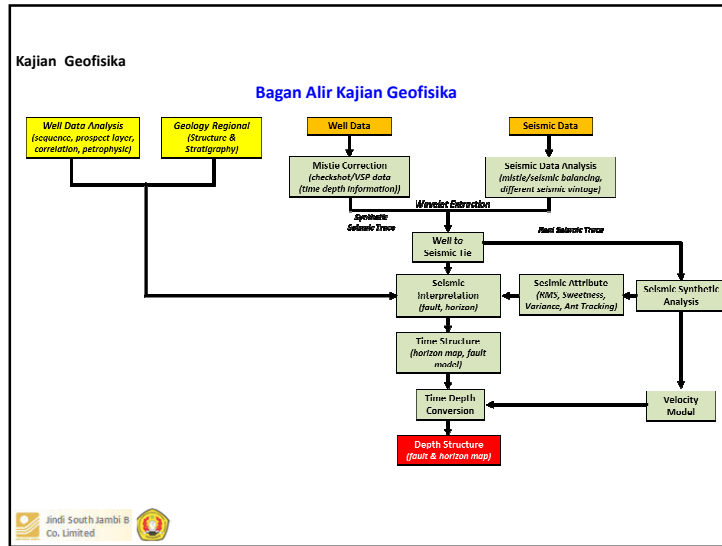 Kajian Geofisika
Bagan Alir Kajian Geofisika
Well Data Analysis
(sequence, prospect layer,
correlation, petrophysic)
Geology Regional
(Structure &
Stratigraphy)
Well Data
Seismic Data
Mistie Correction
(checkshot/VSP data
(time depth information))
Seismic Data Analysis
(mistie/seismic balancing,
different seismic vintage)
Wavelet Extraction
Synthetic
Seismic Trace
Real Seismic Trace
Well to
Seismic Tie
Seismic
Interpretation
(fault, horizon)
Sesimic Attribute
(RMS, Sweetness,
Variance, Ant Tracking)
Seismic Synthetic
Analysis
Time Structure
(horizon map, fault
model)
Time Depth
Conversion
Velocity
Model
Depth Structure
(fault & horizon map)
Jindi South Jambi B
Co. Limited